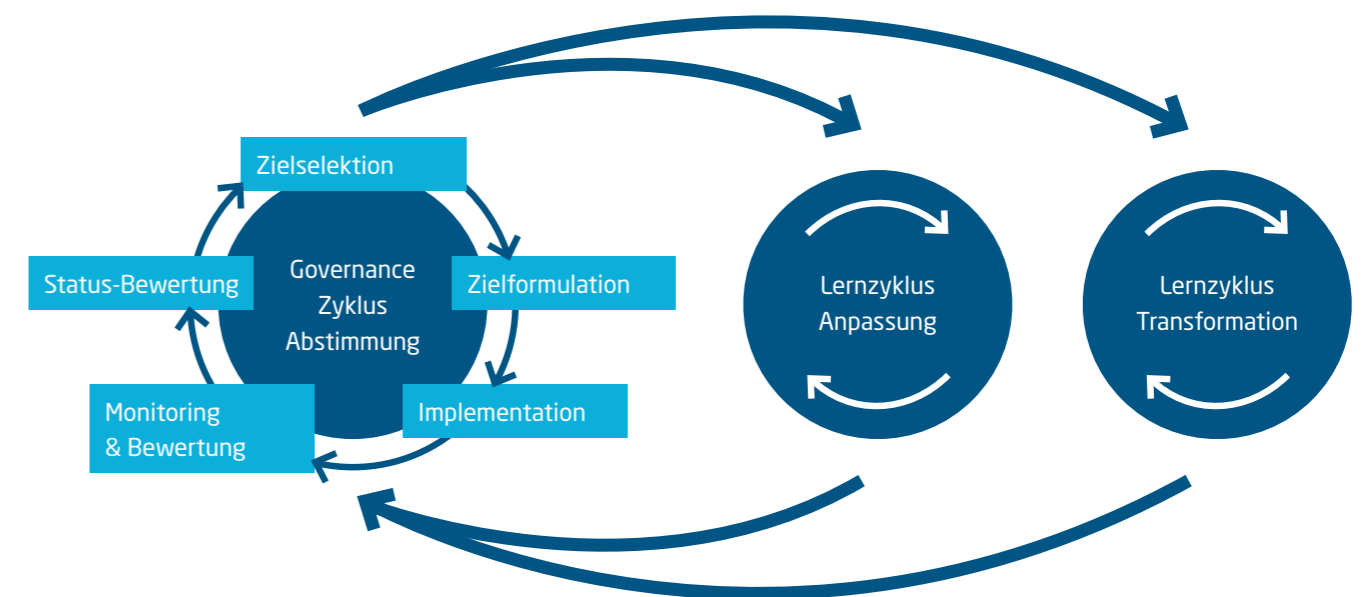 Zielselektion
Status-Bewertung
Governance
Zyklus
Abstimmung
Zielformulation
Monitoring
& Bewertung
Implementation
Lernzyklus
Anpassung
Lernzyklus
Transformation